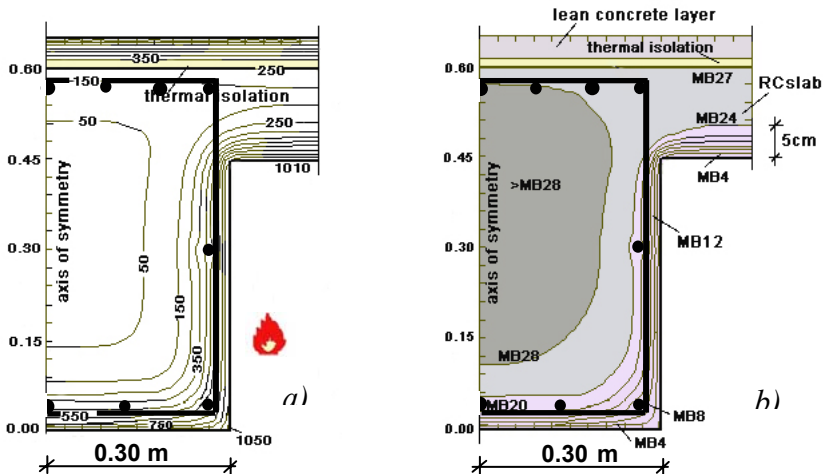 350
0.60
150
250
thermal isolation
50
250
0.45
1010
axis of symmetry
0.30
50
150
0.15
350
a)
550
750
0.00
1050
0.30 m
lean concrete layer
thermal isolation
0.60
MB27
RCslab
MB24
5cm
0.45
MB4
>MB28
axis of symmetry
0.30
MB12
0.15
MB28
b)
MB20
MB8
0.00
MB4
0.30 m